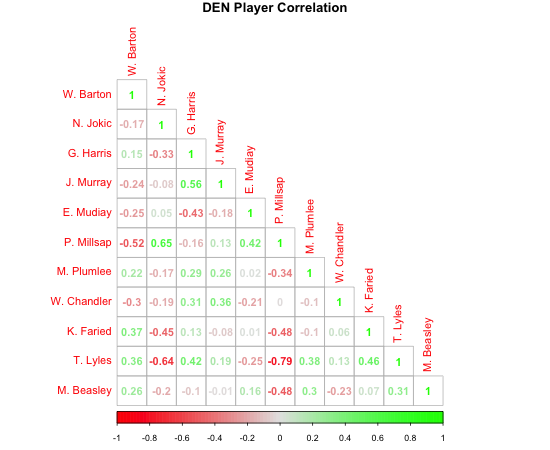 DEN Player Correlation
W. Barton
N. Jokic
G. Harris
J. Murray
E. Mudiay
P. Millsap
M. Plumlee
W. Chandler
K. Faried
T. Lyles
M. Beasley
W. Barton 1
N. Jokic -0.17 1
G. Harris 0.15 -0.33 1
J. Murray -0.24 -0.08 0.56 1
E. Mudiay -0.25 0.05 -0.43 -0.18 1
P. Millsap -0.52 0.65 -0.16 0.13 0.42 1
M. Plumlee 0.22 -0.17 0.29 0.26 0.02 -0.34 1
W. Chandler -0.3 -0.19 0.31 0.36 -0.21 0 -0.1 1
K. Faried 0.37 -0.45 0.13 -0.08 0.01 -0.48 -0.1 0.06 1
T. Lyles 0.36 -0.64 0.42 0.19 -0.25 -0.79 0.38 0.13 0.46 1
M. Beasley 0.26 -0.2 -0.1 -0.01 0.16 -0.48 0.3 -0.23 0.07 0.31 1
-1 -0.8 -0.6 -0.4 -0.2 0 0.2 0.4 0.6 0.8 1